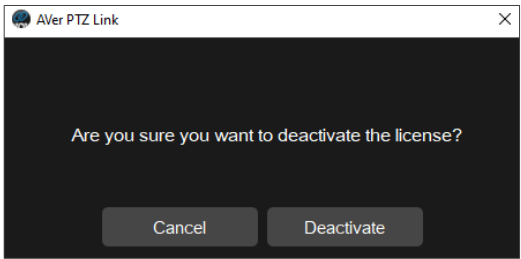 AVer PTZ Link
Are you sure you want to deactivate the license?
Cancel
Deactivate